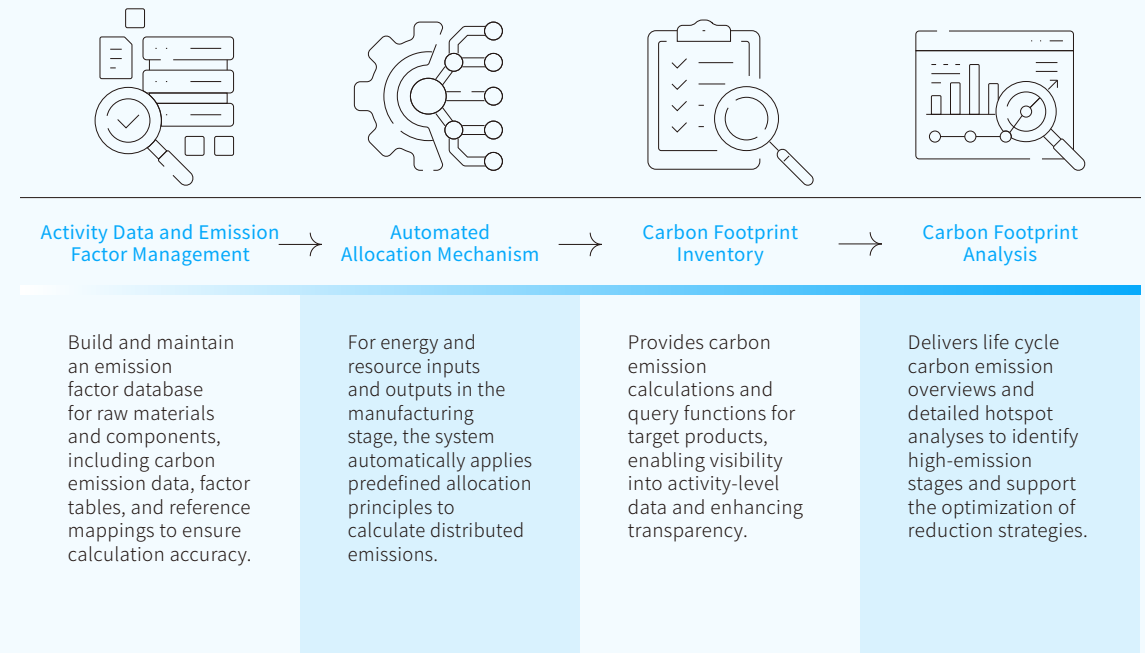 Activity Data and Emission
Factor Management
Automated
Allocation Mechanism
Carbon Footprint
Inventory
Carbon Footprint
Analysis
Build and maintain
an emission
factor database
for raw materials
and components,
including carbon
emission data, factor
tables, and reference
mappings to ensure
calculation accuracy.
For energy and
resource inputs
and outputs in the
manufacturing
stage, the system
automatically applies
predefined allocation
principles to
calculate distributed
emissions.
Provides carbon
emission
calculations and
query functions for
target products,
enabling visibility
into activity-level
data and enhancing
transparency.
Delivers life cycle
carbon emission
overviews and
detailed hotspot
analyses to identify
high-emission
stages and support
the optimization of
reduction strategies.